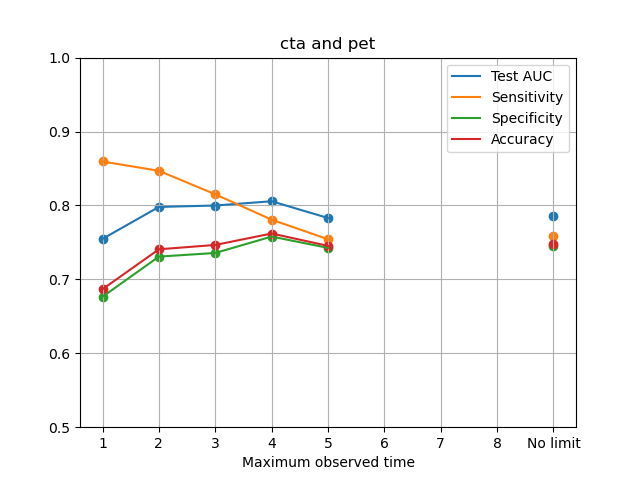 cta and pet
1.0
0.9
0.8
0.7
0.6
0.5
Test AUC
Sensitivity
Specificity
Accuracy
1 2 3 4 5 6 7 8 No limit
Maximum observed time